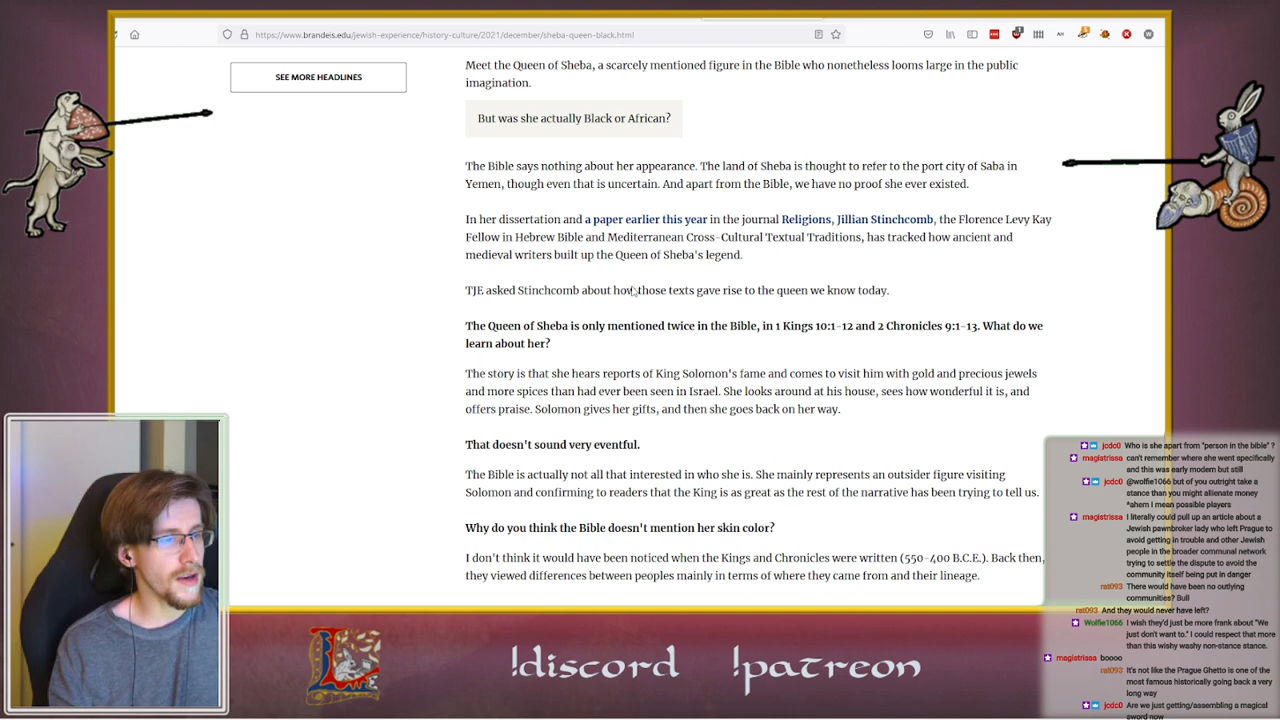 https://www.brandeis.edu/jewish-experience/history-culture/2021/december/sheba-queen-black.html
SEE MORE HEADLINES
Meet the Queen of Sheba, a scarcely mentioned figure in the Bible who nonetheless looms large in the public
imagination.
But was she actually Black or African?
The Bible says nothing about her appearance. The land of Sheba is thought to refer to the port city of Saba in
Yemen, though even that is uncertain. And apart from the Bible, we have no proof she ever existed.
In her dissertation and a paper earlier this year in the journal Religions, Jillian Stinchcomb, the Florence Levy Kay
Fellow in Hebrew Bible and Mediterranean Cross-Cultural Textual Traditions, has tracked how ancient and
medieval writers built up the Queen of Sheba's legend.
TJE asked Stinchcomb about how those texts gave rise to the queen we know today.
The Queen of Sheba is only mentioned twice in the Bible, in 1 Kings 10:1-12 and 2 Chronicles 9:1-13. What do we
learn about her?
The story is that she hears reports of King Solomon's fame and comes to visit him with gold and precious jewels
and more spices than had ever been seen in Israel. She looks around at his house, sees how wonderful it is, and
offers praise. Solomon gives her gifts, and then she goes back on her way.
That doesn't sound very eventful.
The Bible is actually not all that interested in who she is. She mainly represents an outsider figure visiting
Solomon and confirming to readers that the King is as great as the rest of the narrative has been trying to tell us.
Why do you think the Bible doesn't mention her skin color?
I don't think it would have been noticed when the Kings and Chronicles were written (550-400 B.C.E.). Back then,
they viewed differences between peoples mainly in terms of where they came from and their lineage.
jcdc0 Who is she apart from "person in the bible" ?
magistrissa can't remember where she went specifically
and this was early modern but still
jcdc0 @wolfie1066 but of you outright take a
stance than you might allienate money
*ahem I mean possible players
magistrissa I literally could pull up an article about a
Jewish pawnbroker lady who left Prague to
avoid getting in trouble and other Jewish
people in the broader communal network
trying to settle the dispute to avoid the
community itself being put in danger
rst093 There would have been no outlying
communities? Bull
rst093 And they would never have left?
Wolfie1066 I wish they'd just be more frank about "We
just don't want to." I could respect that more
than this wishy washy non-stance stance.
magistrissa boooo
rst093 It's not like the Prague Ghetto is one of the
most famous historically going back a very
long way
jcdc0 Are we just getting/assembling a magical
sword now
!discord !patreon